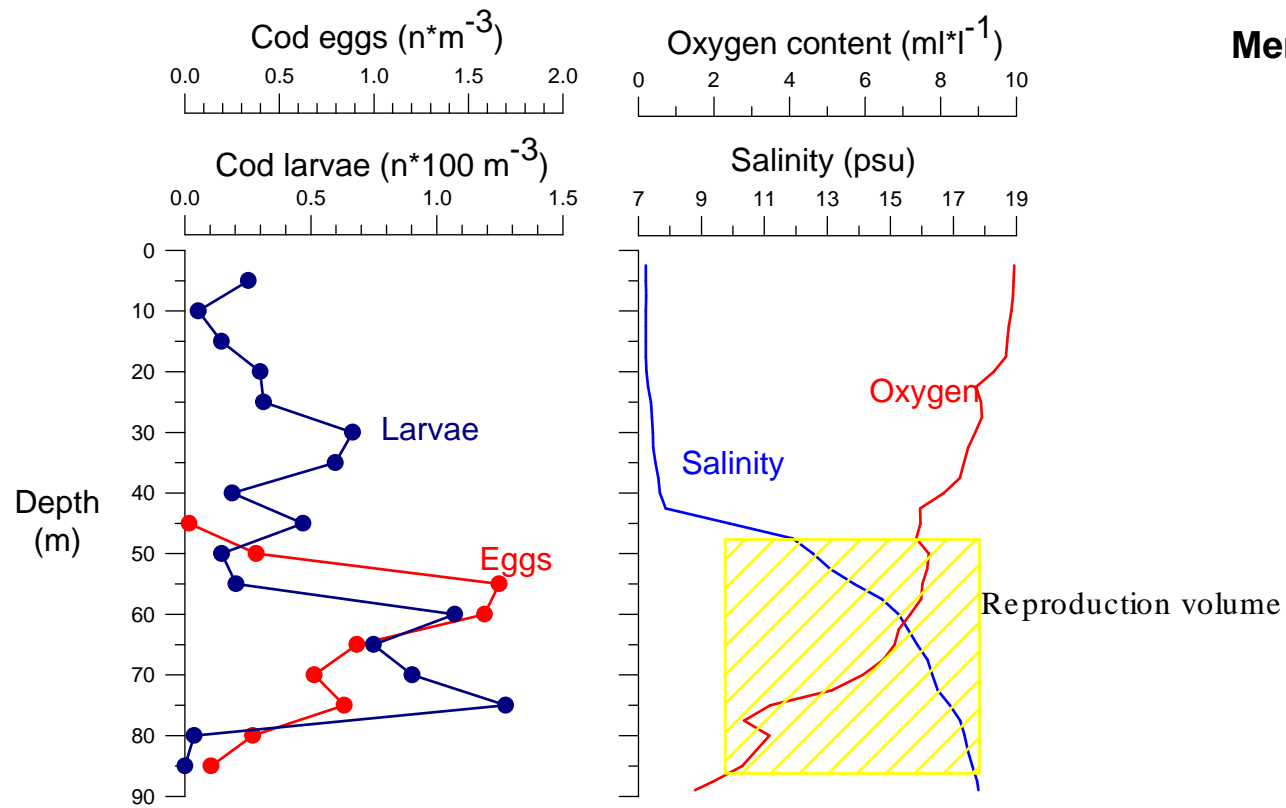 Cod eggs (n*m-3)
0.0 0.5 1.0 1.5 2.0
Cod larvae (n*100 m-3)
0.0 0.5 1.0 1.5
Oxygen content (ml*l-1)
0 2 4 6 8 10
Salinity (psu)
7 9 11 13 15 17 19
Depth
(m)
0
10
20
30
40
50
60
70
80
90
Larvae
Eggs
Oxygen
Salinity
Reproduction volume